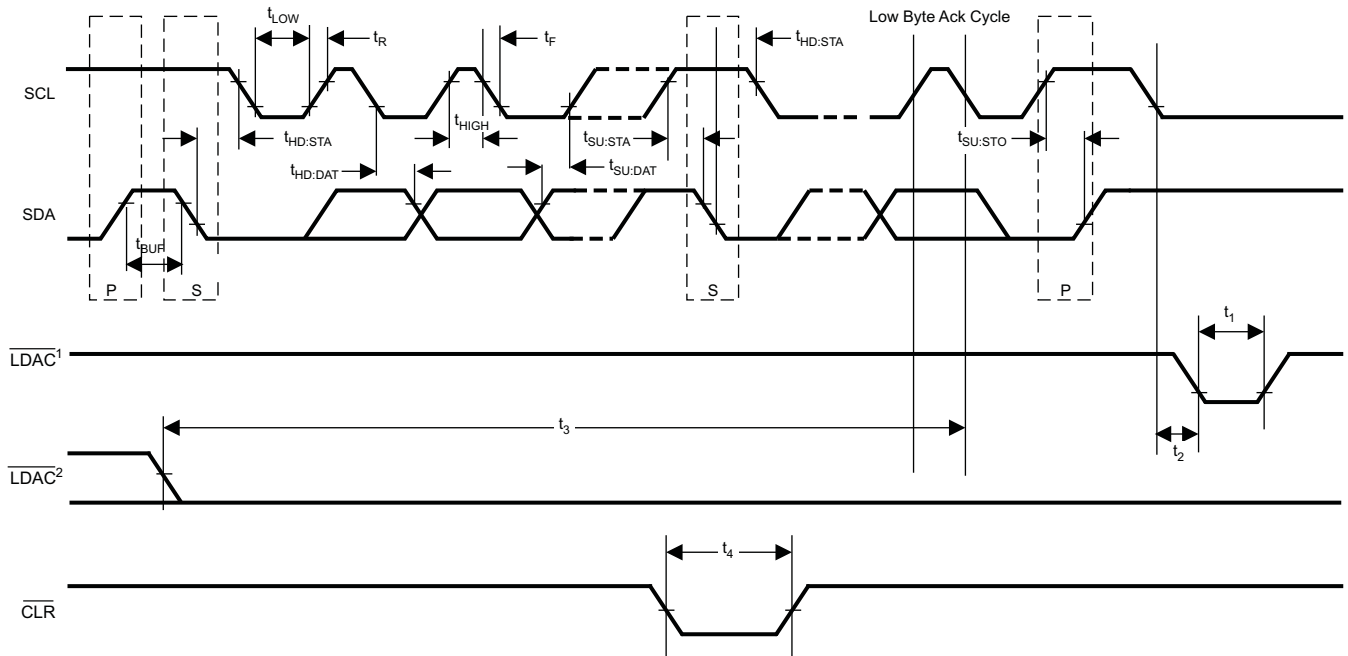 Low Byte Ack Cycle
tLOW
tR
tF
tHD:STA
SCL
tHD:STA
tHIGH
tSU:STA
tSU:STO
tHD:DAT
tSU:DAT
SDA
tBUF
P
S
S
P
t1
LDAC1
t3
t2
LDAC2
t4
CLR